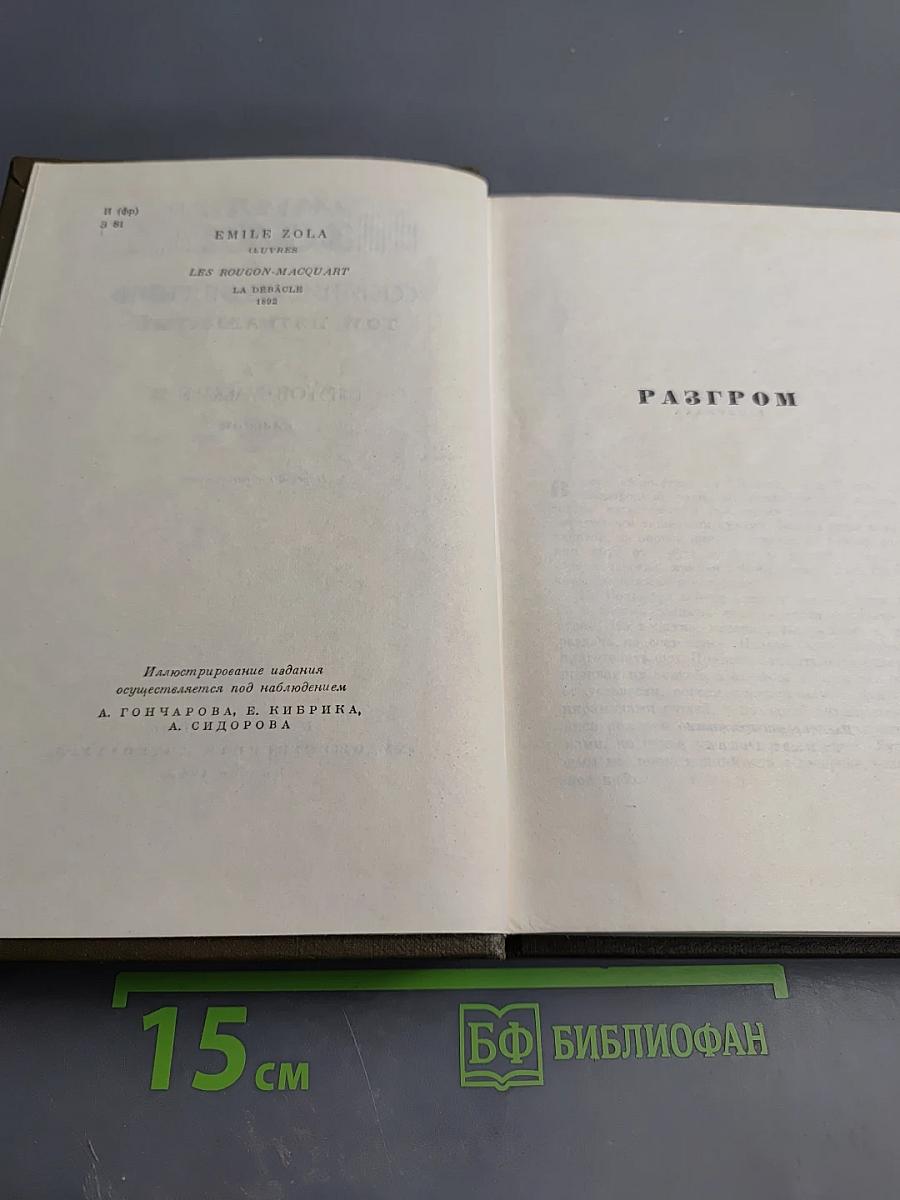 И (фр)
З 81
EMILE ZOLA
ŒUVRES
LES ROUGON-MACQUART
LA DÉBÂCLE
1892
Иллюстрирование издания
осуществляется под наблюдением
А. ГОНЧАРОВА, Е. КИБРИКА,
А. СИДОРОВА
РАЗГРОМ
15 см
БФ БИБЛИОФАН